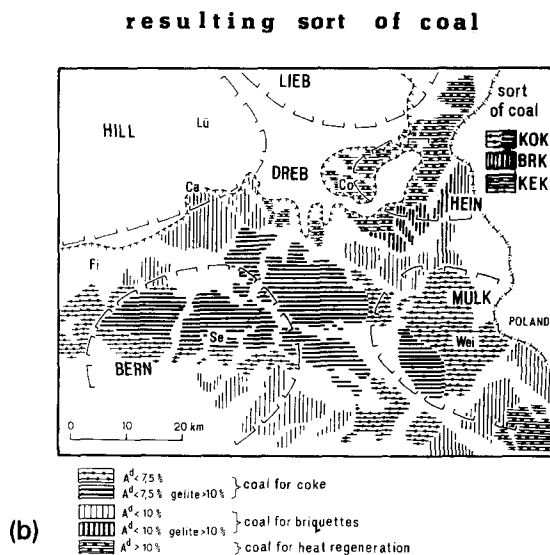 resulting sort of coal
LIEB
sort
of coal
HILL
Lü
KOK
BRK
KEK
DREB
Ca
Co
HEIN
Fi
MULK
POLAND
Se
Wei
BERN
0 10 20 km
A^d <7,5 %
A^d <7,5 % gelite >10 % } coal for coke
A^d <10 %
A^d <10 % gelite >10 % } coal for briquettes
A^d >10 % } coal for heat regeneration
(b)